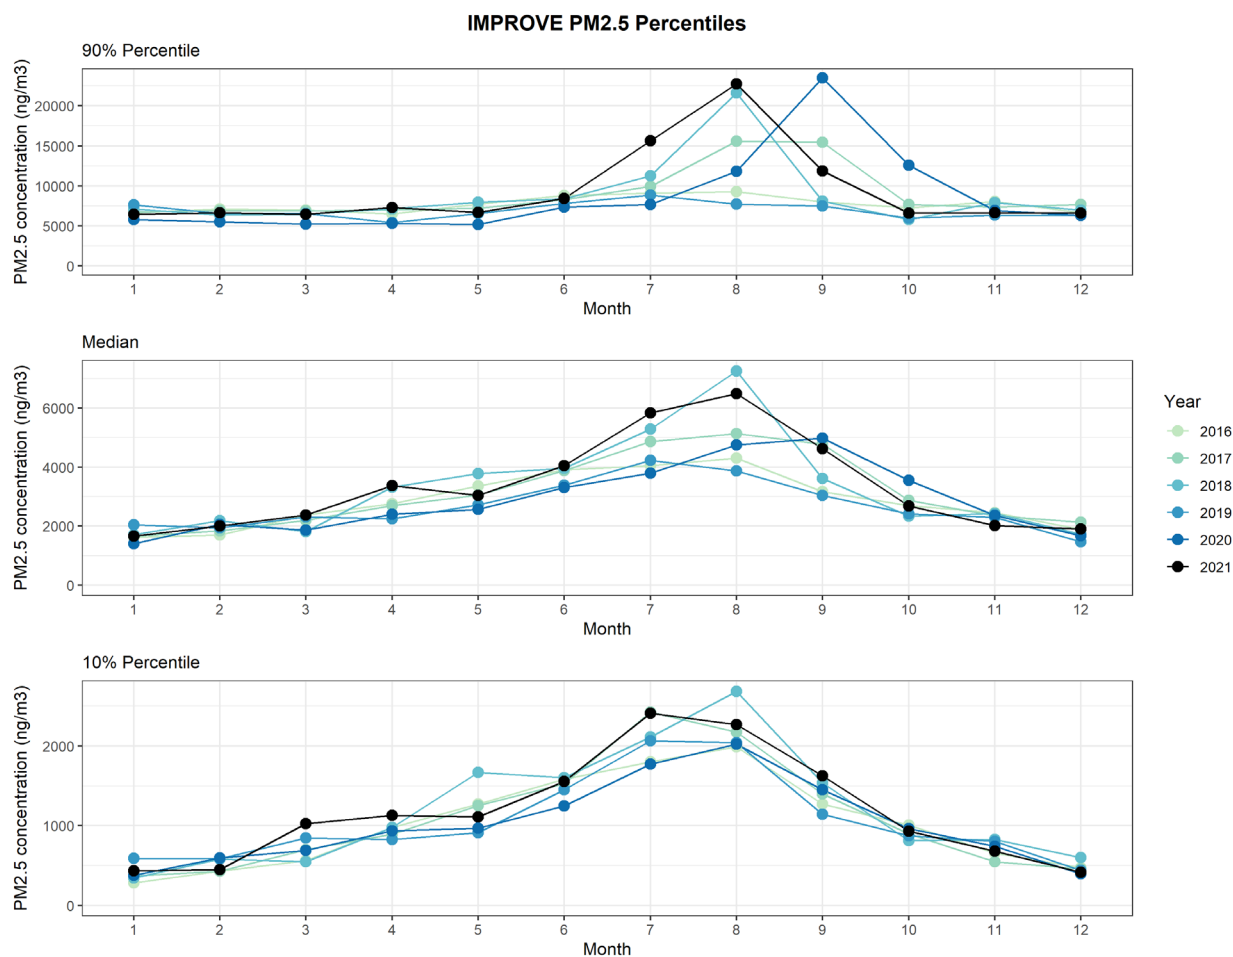 IMPROVE PM2.5 Percentiles
90% Percentile
PM2.5 concentration (ng/m3)
20000
15000
10000
5000
0
1 2 3 4 5 6 7 8 9 10 11 12
Month
Median
PM2.5 concentration (ng/m3)
6000
4000
2000
0
1 2 3 4 5 6 7 8 9 10 11 12
Month
10% Percentile
PM2.5 concentration (ng/m3)
2000
1000
0
1 2 3 4 5 6 7 8 9 10 11 12
Month
Year
2016
2017
2018
2019
2020
2021